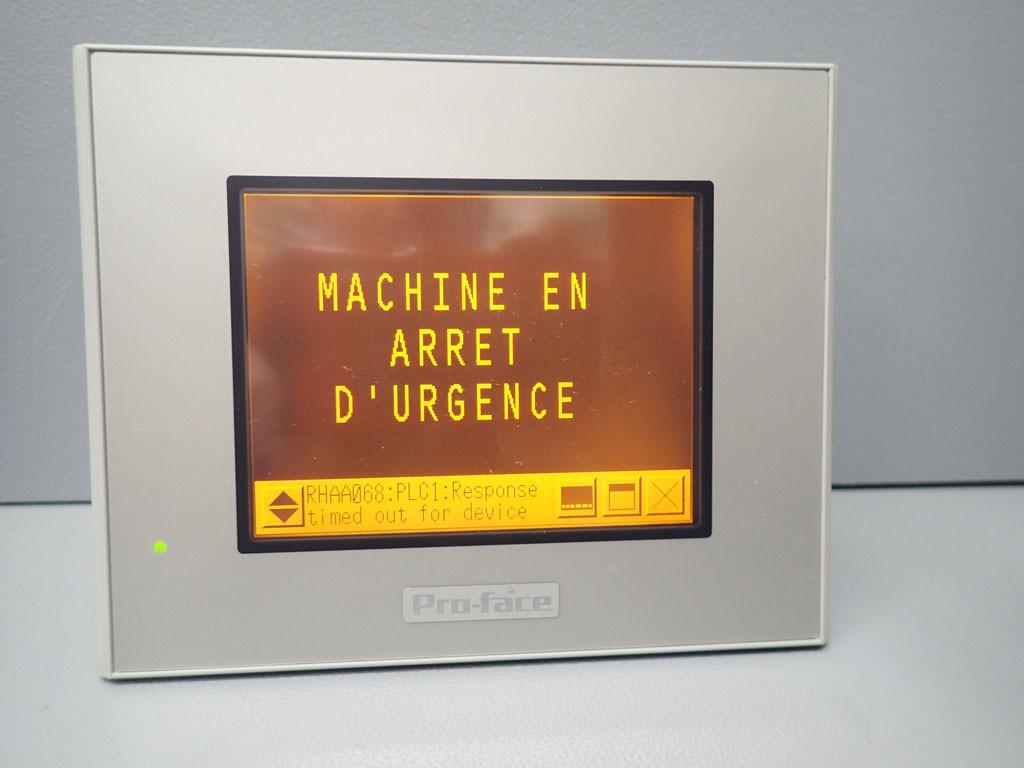 MACHINE EN
ARRET
D'URGENCE
RHAA068:PLC1:Response
timed out for device
Pro-face